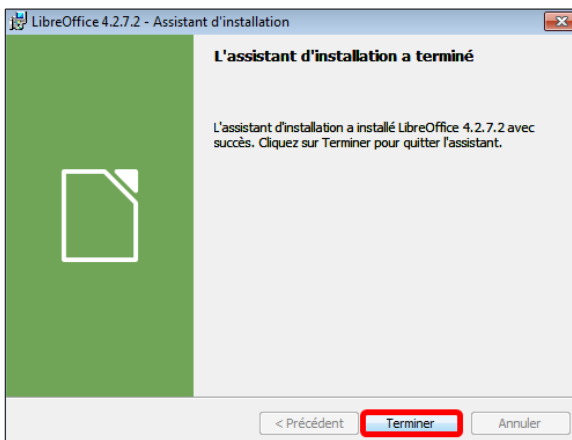 LibreOffice 4.2.7.2 - Assistant d'installation
L'assistant d'installation a terminé
L'assistant d'installation a installé LibreOffice 4.2.7.2 avec
succès. Cliquez sur Terminer pour quitter l'assistant.
< Précédent Terminer Annuler